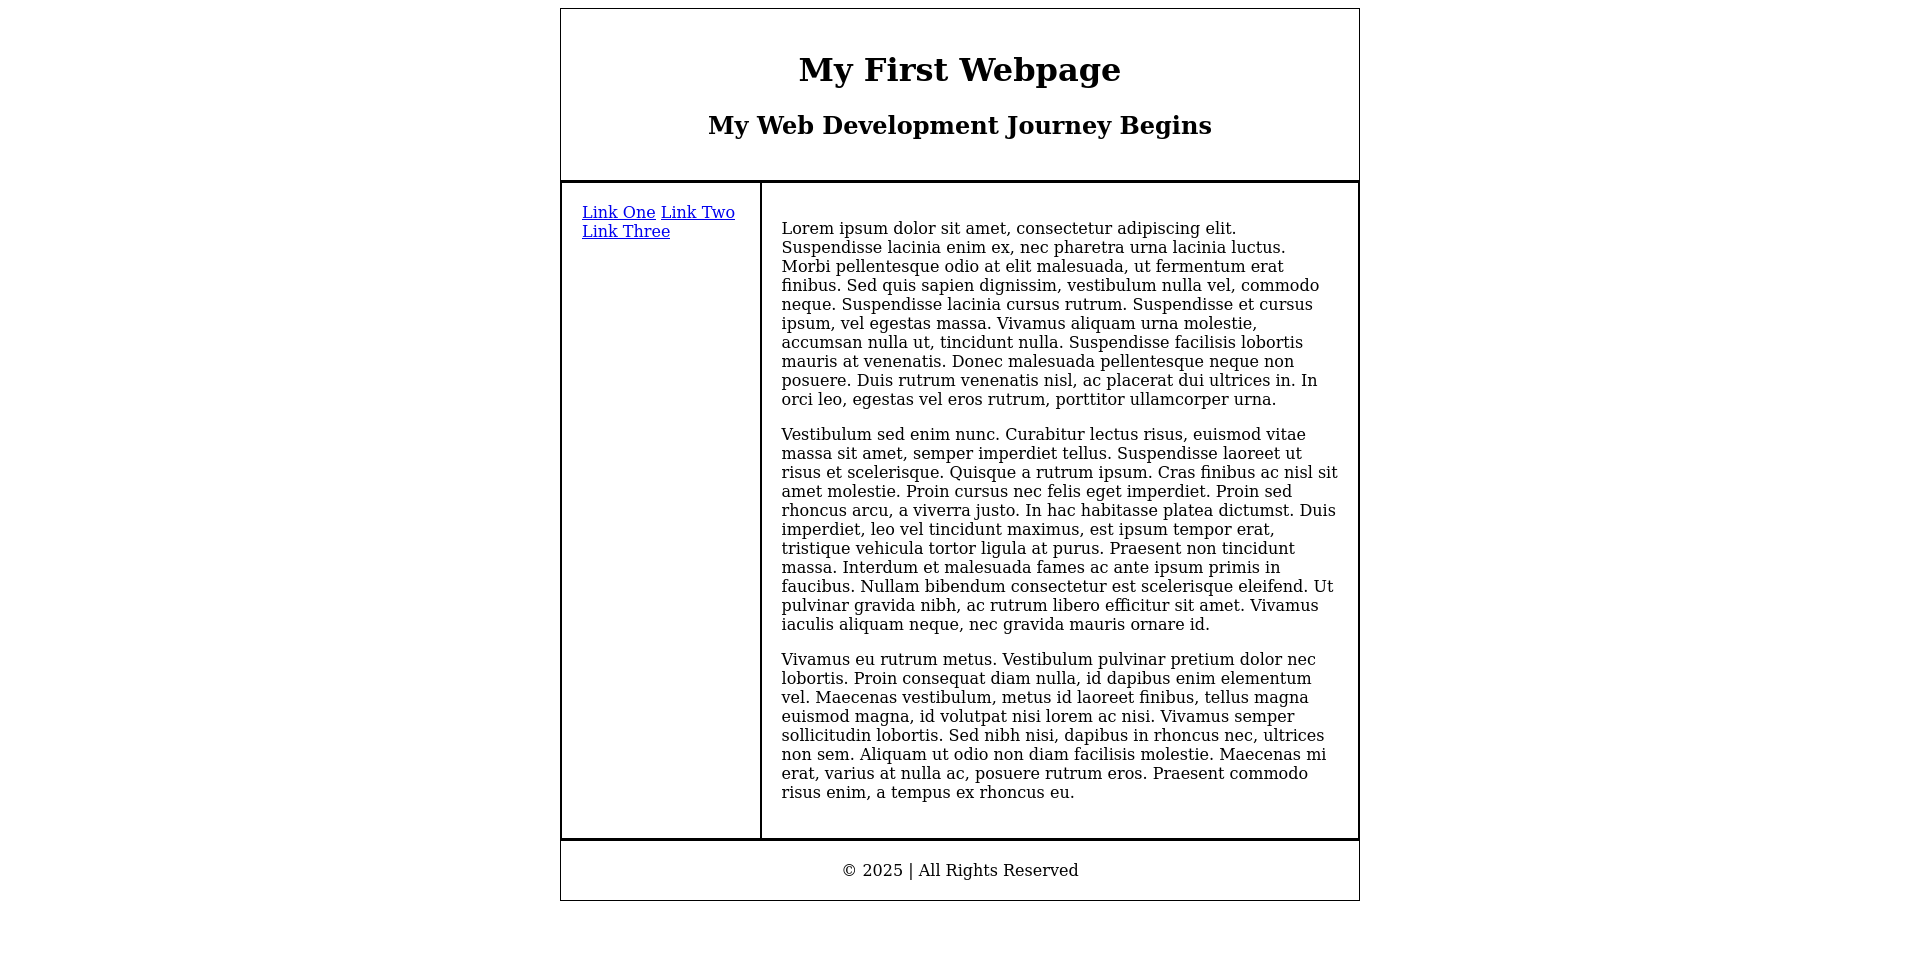 My First Webpage
My Web Development Journey Begins
Link One Link Two
Link Three
Lorem ipsum dolor sit amet, consectetur adipiscing elit.
Suspendisse lacinia enim ex, nec pharetra urna lacinia luctus.
Morbi pellentesque odio at elit malesuada, ut fermentum erat
finibus. Sed quis sapien dignissim, vestibulum nulla vel, commodo
neque. Suspendisse lacinia cursus rutrum. Suspendisse et cursus
ipsum, vel egestas massa. Vivamus aliquam urna molestie,
accumsan nulla ut, tincidunt nulla. Suspendisse facilisis lobortis
mauris at venenatis. Donec malesuada pellentesque neque non
posuere. Duis rutrum venenatis nisl, ac placerat dui ultrices in. In
orci leo, egestas vel eros rutrum, porttitor ullamcorper urna.
Vestibulum sed enim nunc. Curabitur lectus risus, euismod vitae
massa sit amet, semper imperdiet tellus. Suspendisse laoreet ut
risus et scelerisque. Quisque a rutrum ipsum. Cras finibus ac nisl sit
amet molestie. Proin cursus nec felis eget imperdiet. Proin sed
rhoncus arcu, a viverra justo. In hac habitasse platea dictumst. Duis
imperdiet, leo vel tincidunt maximus, est ipsum tempor erat,
tristique vehicula tortor ligula at purus. Praesent non tincidunt
massa. Interdum et malesuada fames ac ante ipsum primis in
faucibus. Nullam bibendum consectetur est scelerisque eleifend. Ut
pulvinar gravida nibh, ac rutrum libero efficitur sit amet. Vivamus
iaculis aliquam neque, nec gravida mauris ornare id.
Vivamus eu rutrum metus. Vestibulum pulvinar pretium dolor nec
lobortis. Proin consequat diam nulla, id dapibus enim elementum
vel. Maecenas vestibulum, metus id laoreet finibus, tellus magna
euismod magna, id volutpat nisi lorem ac nisi. Vivamus semper
sollicitudin lobortis. Sed nibh nisi, dapibus in rhoncus nec, ultrices
non sem. Aliquam ut odio non diam facilisis molestie. Maecenas mi
erat, varius at nulla ac, posuere rutrum eros. Praesent commodo
risus enim, a tempus ex rhoncus eu.
© 2025 | All Rights Reserved